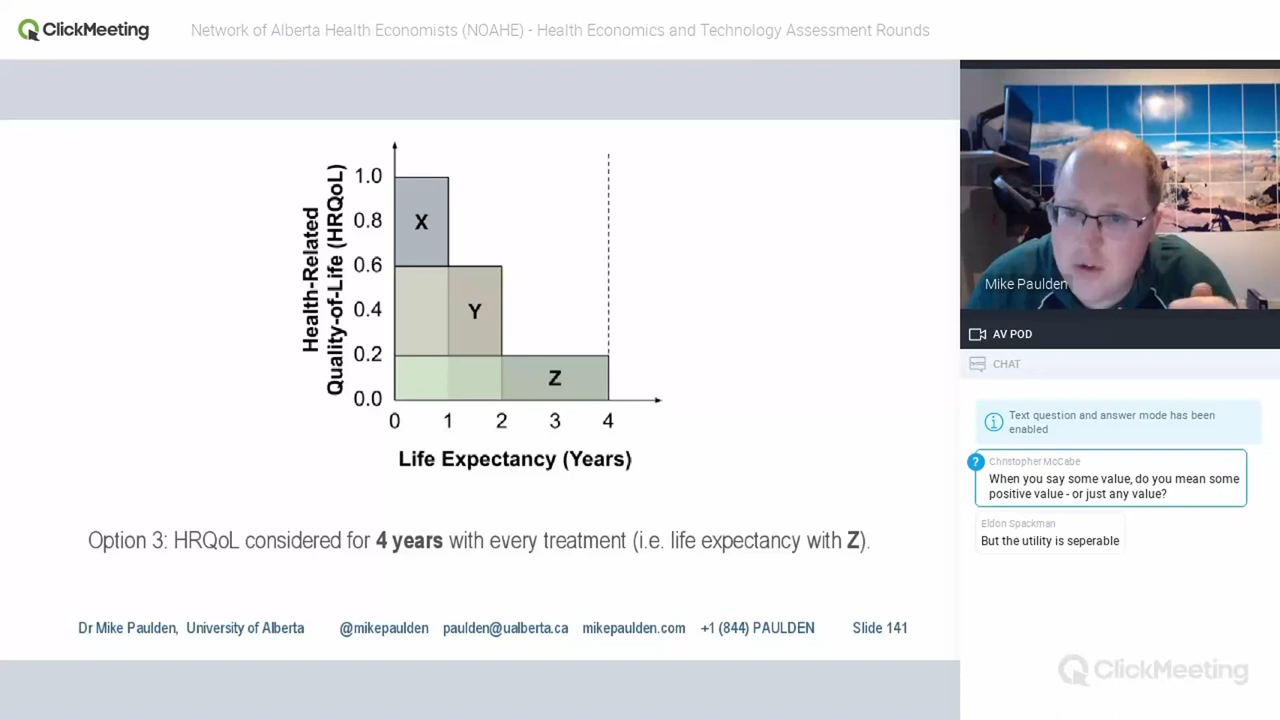 ClickMeeting
Network of Alberta Health Economists (NOAHE) - Health Economics and Technology Assessment Rounds
Health-Related
Quality-of-Life (HRQoL)
1.0
0.8
0.6
0.4
0.2
0.0
X
Y
Z
0 1 2 3 4
Life Expectancy (Years)
Option 3: HRQoL considered for 4 years with every treatment (i.e. life expectancy with Z).
Dr Mike Paulden, University of Alberta @mikepaulden paulden@ualberta.ca mikepaulden.com +1 (844) PAULDEN Slide 141
Mike Paulden
AV POD
CHAT
Text question and answer mode has been
enabled
?
Christopher McCabe
When you say some value, do you mean some
positive value - or just any value?
Eldon Spackman
But the utility is seperable
ClickMeeting